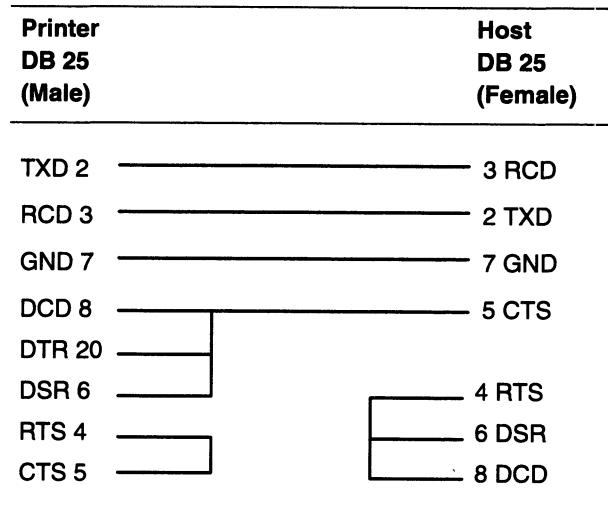 Printer Host
DB 25 DB 25
(Male) (Female)
TXD 2 3 RCD
RCD 3 2 TXD
GND 7 7 GND
DCD 8 5 CTS
DTR 20
DSR 6 4 RTS
RTS 4 6 DSR
CTS 5 8 DCD